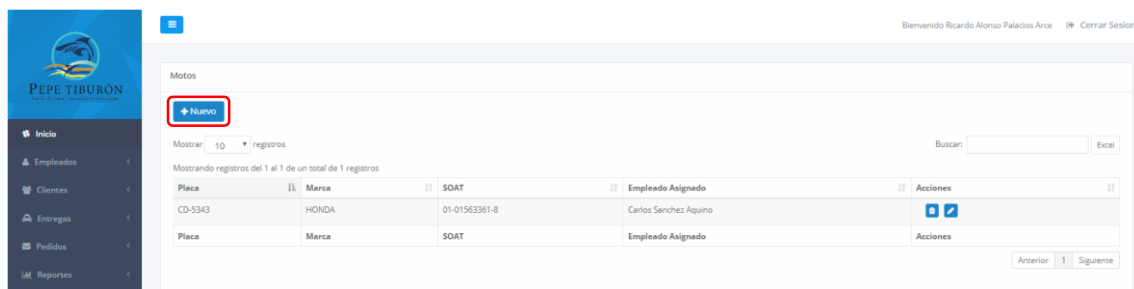 Bienvenido Ricardo Alonso Palacios Arce Cerrar Sesion
PEPE TIBURÓN
Motos
+ Nuevo
Inicio
Empleados
Clientes
Entregas
Pedidos
Reportes
Mostrar 10 registros
Buscar: Excel
Mostrando registros del 1 al 1 de un total de 1 registros
Placa Marca SOAT Empleado Asignado Acciones
CD-5343 HONDA 01-01563361-8 Carlos Sanchez Aquino
Placa Marca SOAT Empleado Asignado Acciones
Anterior 1 Siguiente